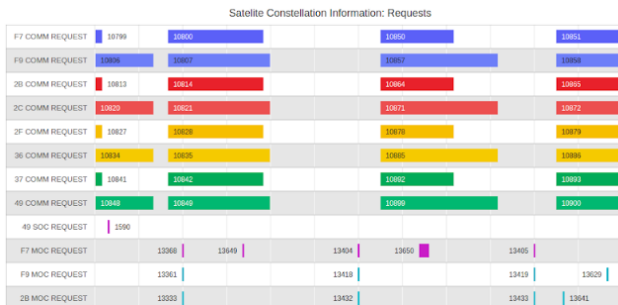 Satelite Constellation Information: Requests
F7 COMM REQUEST 10799 10800 10850 10851
F9 COMM REQUEST 10806 10807 10857 10858
2B COMM REQUEST 10813 10814 10864 10865
2C COMM REQUEST 10820 10821 10871 10872
2F COMM REQUEST 10827 10828 10878 10879
36 COMM REQUEST 10834 10835 10885 10886
37 COMM REQUEST 10841 10842 10892 10893
49 COMM REQUEST 10848 10849 10899 10900
49 SOC REQUEST 1590
F7 MOC REQUEST 13368 13649 13404 13650 13405
F9 MOC REQUEST 13361 13418 13419 13629
2B MOC REQUEST 13333 13432 13433 13641